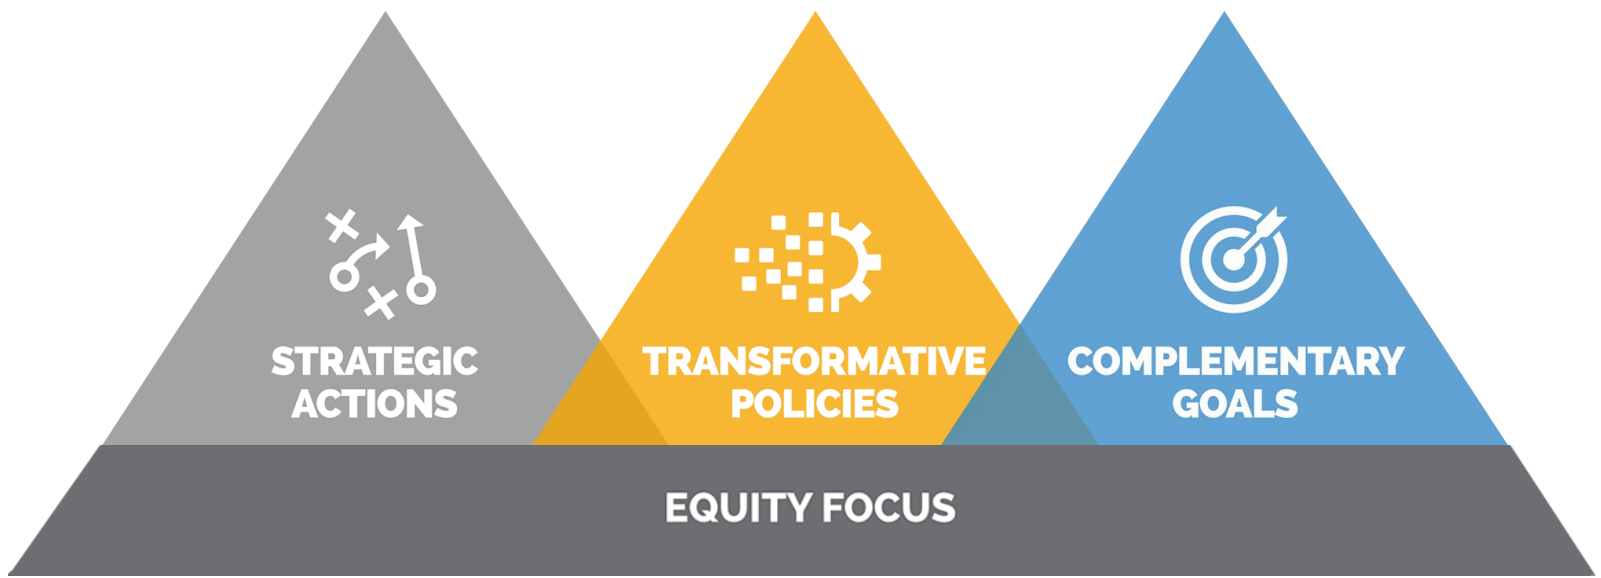 STRATEGIC
ACTIONS
TRANSFORMATIVE
POLICIES
COMPLEMENTARY
GOALS
EQUITY FOCUS